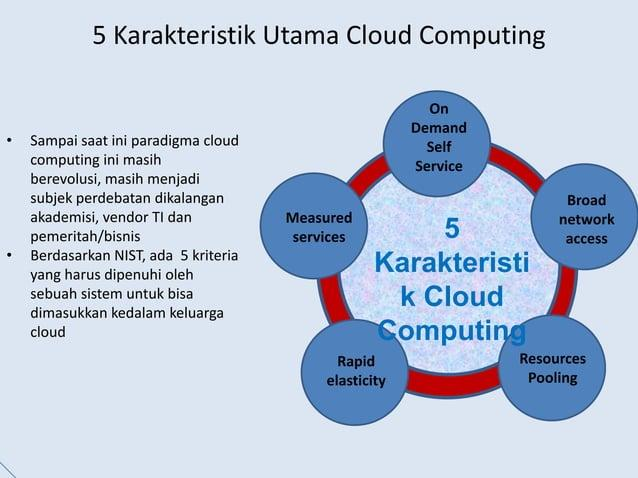 5 Karakteristik Utama Cloud Computing
• Sampai saat ini paradigma cloud
computing ini masih
berevolusi, masih menjadi
subjek perdebatan dikalangan
akademisi, vendor TI dan
pemeritah/bisnis
• Berdasarkan NIST, ada 5 kriteria
yang harus dipenuhi oleh
sebuah sistem untuk bisa
dimasukkan kedalam keluarga
cloud
On
Demand
Self
Service
Broad
network
access
Resources
Pooling
Rapid
elasticity
Measured
services
5
Karakteristi
k Cloud
Computing